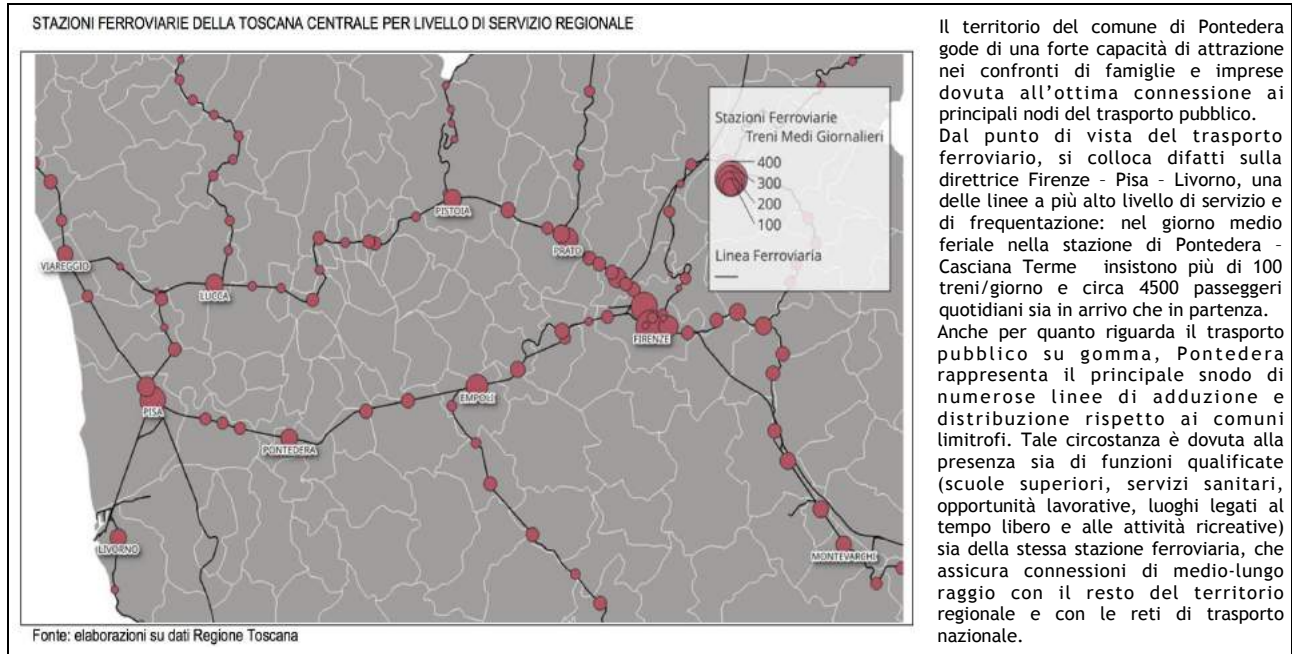 STAZIONI FERROVIARIE DELLA TOSCANA CENTRALE PER LIVELLO DI SERVIZIO REGIONALE
Stazioni Ferroviarie
Treni Medi Giornalieri
400
300
200
100
Linea Ferroviaria
PISTOIA
PRATO
VIAREGGIO
LUCCA
FIRENZE
PISA
EMPOLI
PONTEDERA
LIVORNO
MONTEVARCHI
Fonte: elaborazioni su dati Regione Toscana
Il territorio del comune di Pontedera
gode di una forte capacità di attrazione
nei confronti di famiglie e imprese
dovuta all’ottima connessione ai
principali nodi del trasporto pubblico.
Dal punto di vista del trasporto
ferroviario, si colloca difatti sulla
direttrice Firenze - Pisa - Livorno, una
delle linee a più alto livello di servizio e
di frequentazione: nel giorno medio
feriale nella stazione di Pontedera -
Casciana Terme insistono più di 100
treni/giorno e circa 4500 passeggeri
quotidiani sia in arrivo che in partenza.
Anche per quanto riguarda il trasporto
pubblico su gomma, Pontedera
rappresenta il principale snodo di
numerose linee di adduzione e
distribuzione rispetto ai comuni
limitrofi. Tale circostanza è dovuta alla
presenza sia di funzioni qualificate
(scuole superiori, servizi sanitari,
opportunità lavorative, luoghi legati al
tempo libero e alle attività ricreative)
sia della stessa stazione ferroviaria, che
assicura connessioni di medio-lungo
raggio con il resto del territorio
regionale e con le reti di trasporto
nazionale.